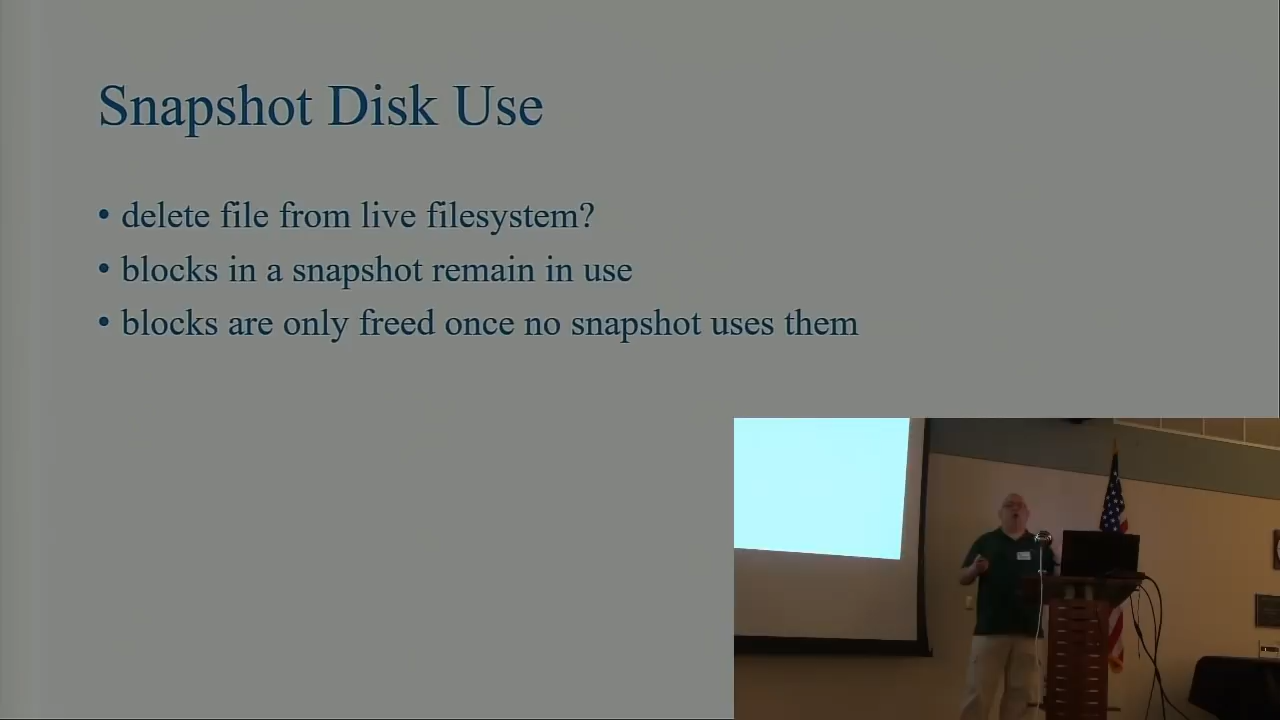 Snapshot Disk Use
• delete file from live filesystem?
• blocks in a snapshot remain in use
• blocks are only freed once no snapshot uses them